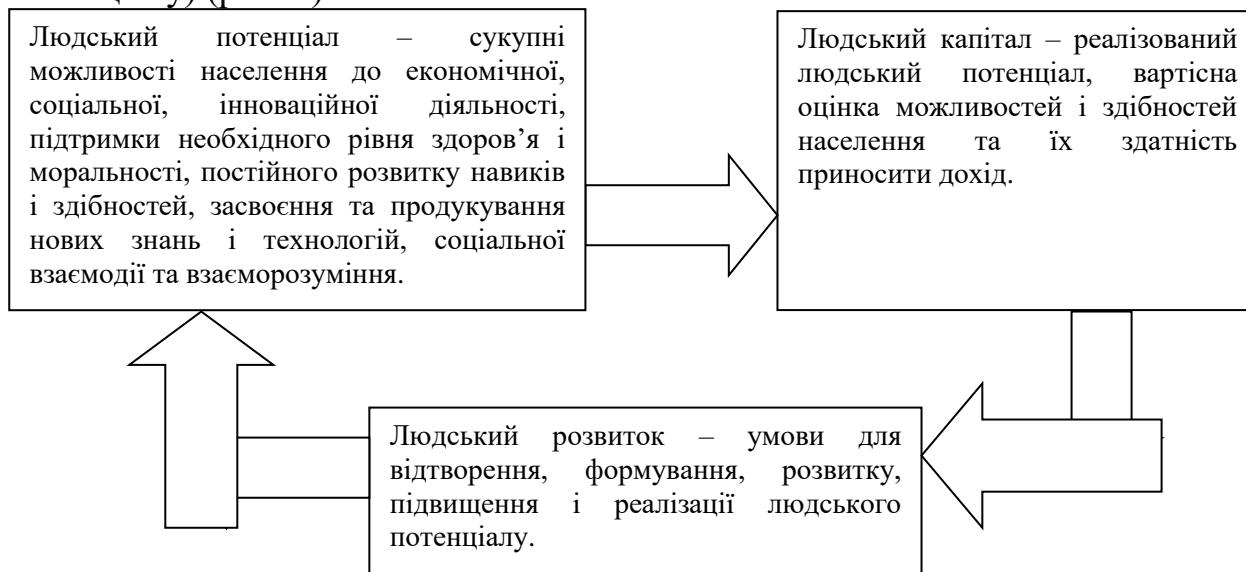 Людський потенціал – сукупні
можливості населення до економічної,
соціальної, інноваційної діяльності,
підтримки необхідного рівня здоров’я і
моральності, постійного розвитку навиків
і здібностей, засвоєння та продукування
нових знань і технологій, соціальної
взаємодії та взаєморозуміння.
Людський капітал – реалізований
людський потенціал, вартісна
оцінка можливостей і здібностей
населення та їх здатність
приносити дохід.
Людський розвиток – умови для
відтворення, формування, розвитку,
підвищення і реалізації людського
потенціалу.